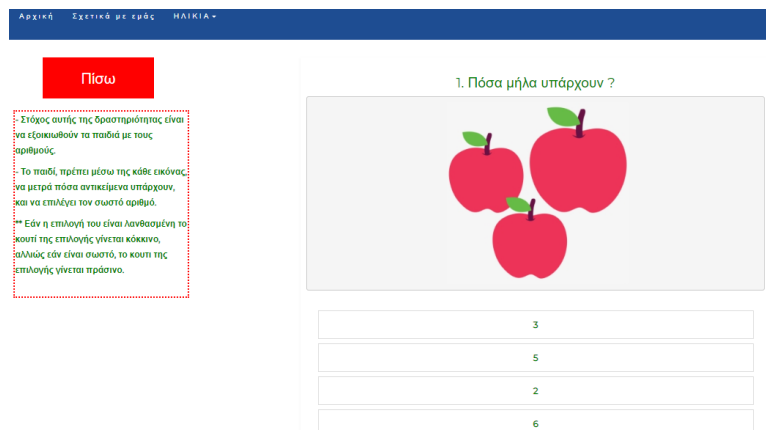 Αρχική Σχετικά με εμάς ΗΛΙΚΙΑ
Πίσω
- Στόχος αυτής της δραστηριότητας είναι
να εξοικιωθούν τα παιδιά με τους
αριθμούς.
- Το παιδί, πρέπει μέσω της κάθε εικόνας,
να μετρά πόσα αντικείμενα υπάρχουν,
και να επιλέγει τον σωστό αριθμό.
** Εάν η επιλογή του είναι λανθασμένη το
κουτί της επιλογής γίνεται κόκκινο,
αλλιώς εάν είναι σωστό, το κουτι της
επιλογής γίνεται πράσινο.
1. Πόσα μήλα υπάρχουν ?
3
5
2
6